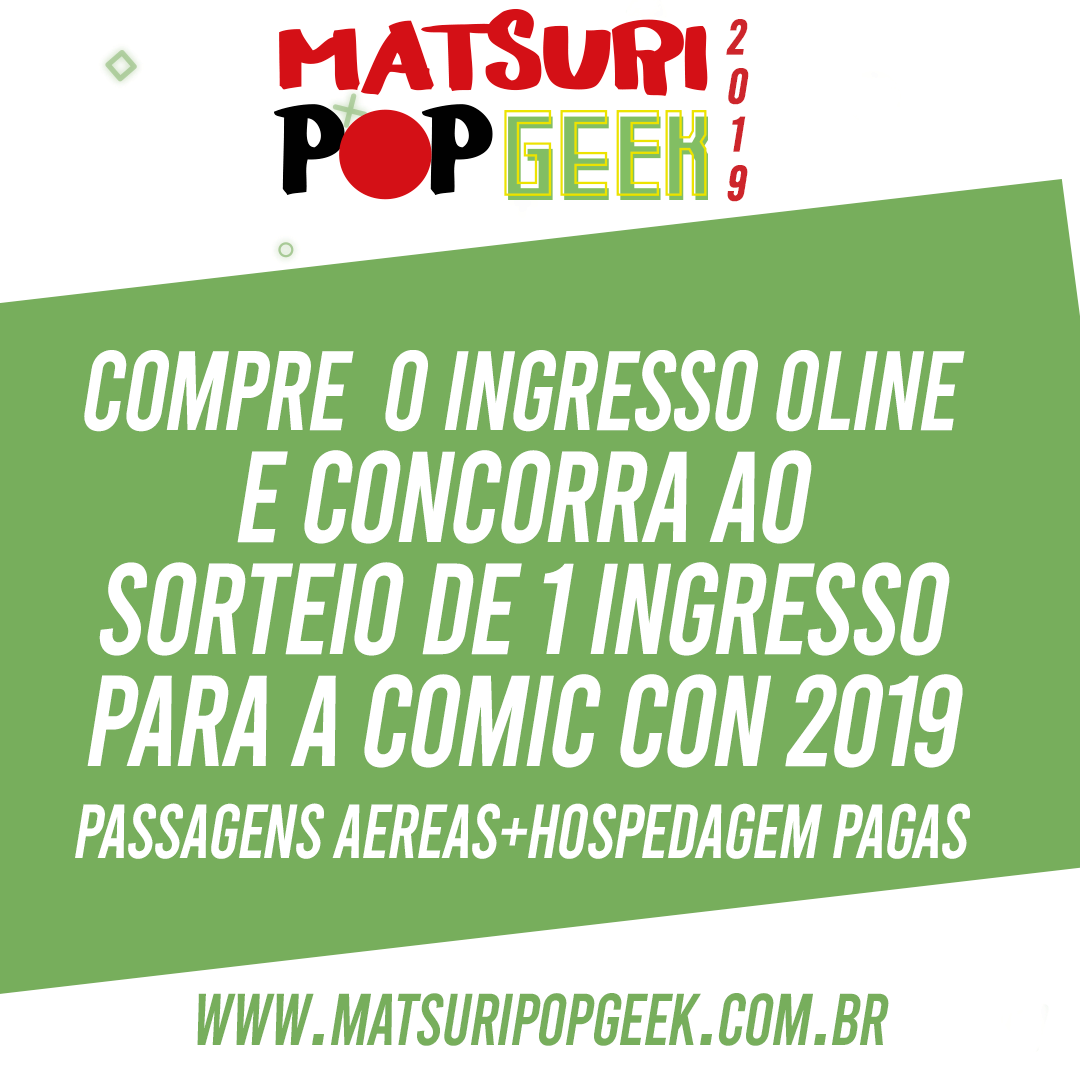 MATSURI
POP GEEK
2019
COMPRE O INGRESSO OLINE
E CONCORRA AO
SORTEIO DE 1 INGRESSO
PARA A COMIC CON 2019
PASSAGENS AEREAS+HOSPEDAGEM PAGAS
WWW.MATSURIPOPGEEK.COM.BR